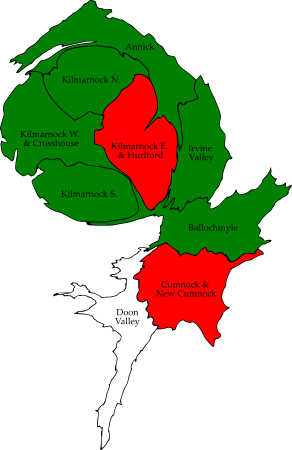 Annick
Kilmarnock N.
Kilmarnock W.
& Crosshouse
Kilmarnock E.
& Hurlford
Irvine
Valley
Kilmarnock S.
Ballochmyle
Cumnock &
New Cumnock
Doon
Valley